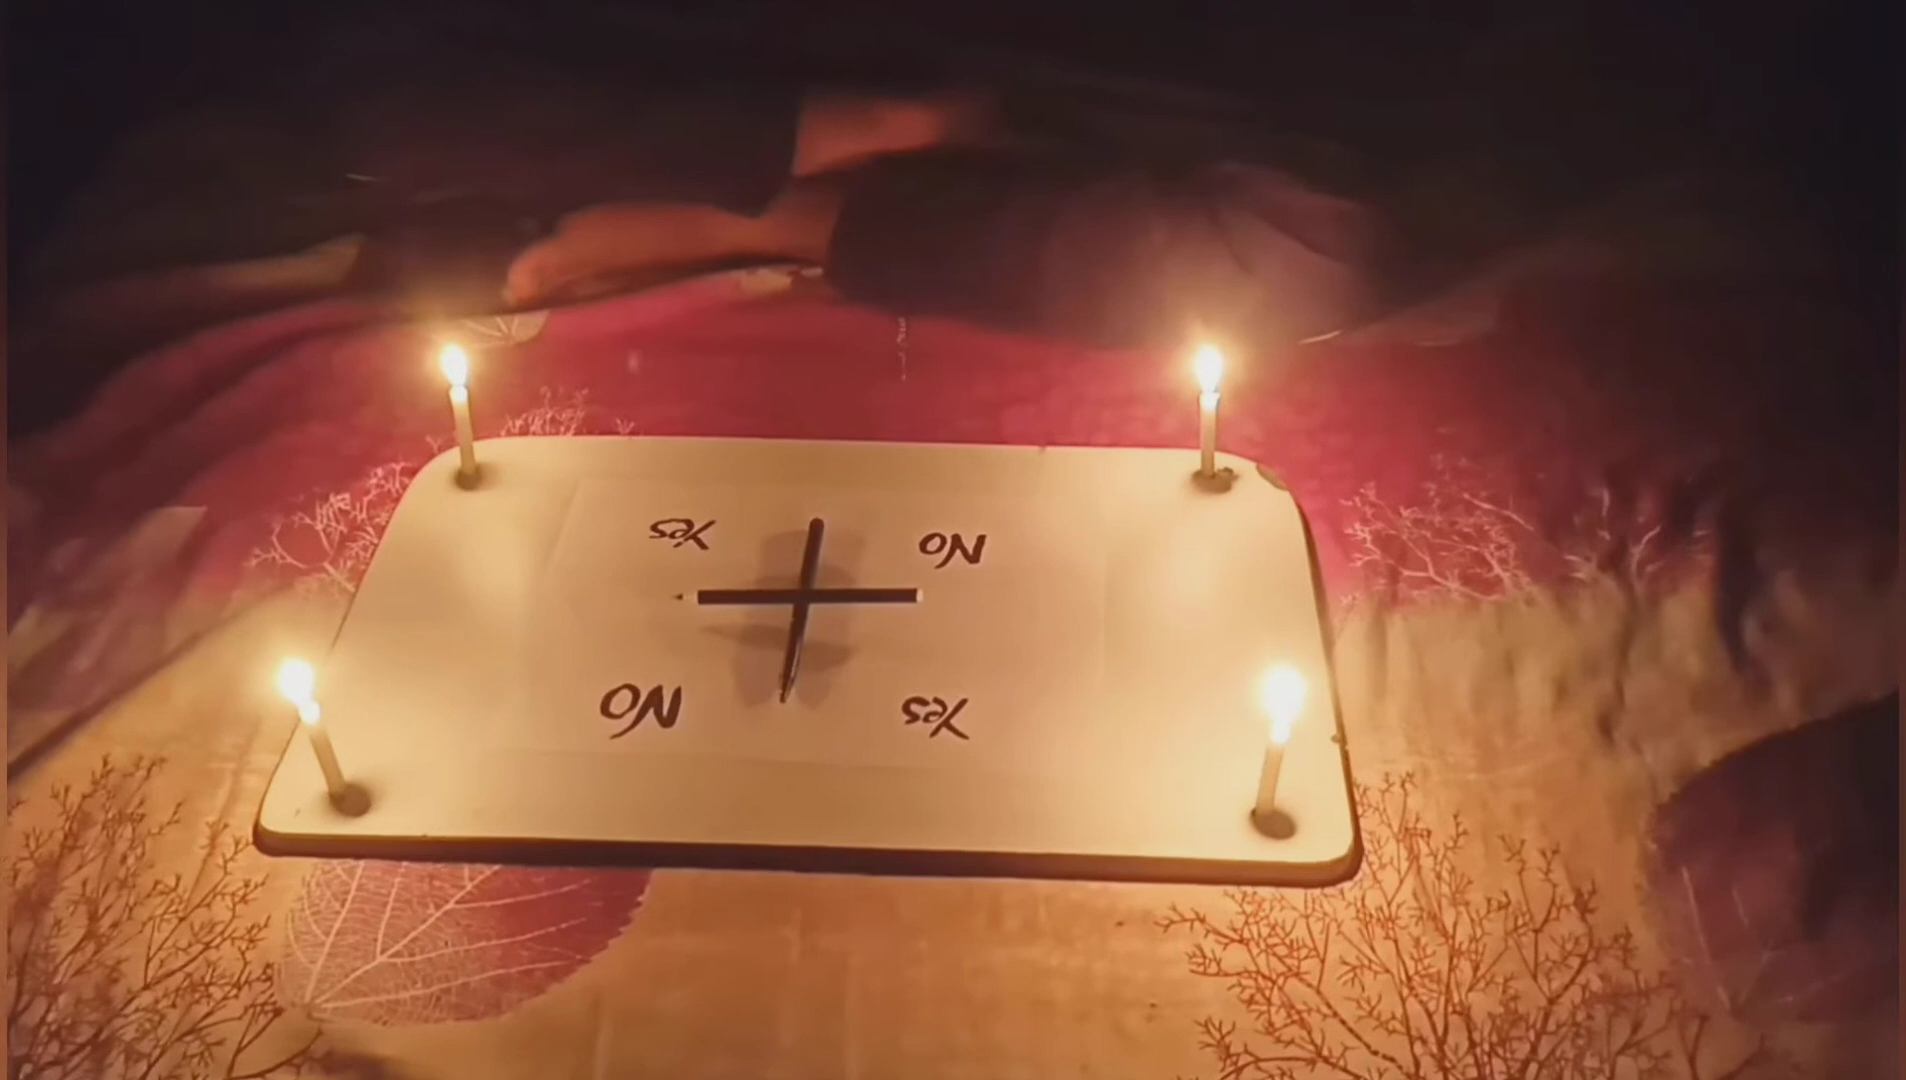 Yes No
No Yes